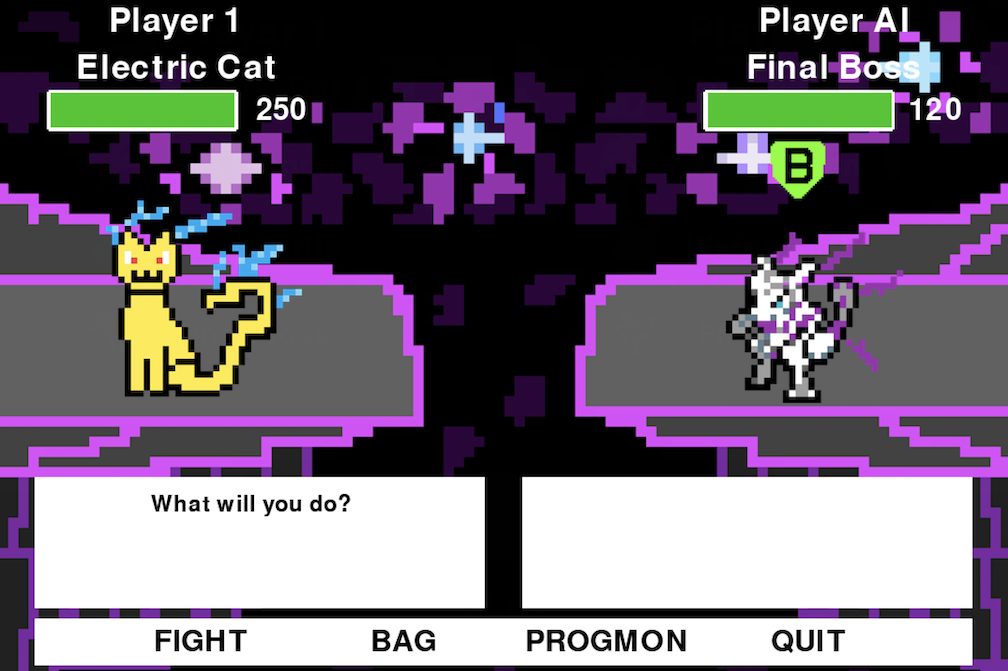 Player 1
Electric Cat
250
Player AI
Final Boss
120
B
What will you do?
FIGHT BAG PROGMON QUIT